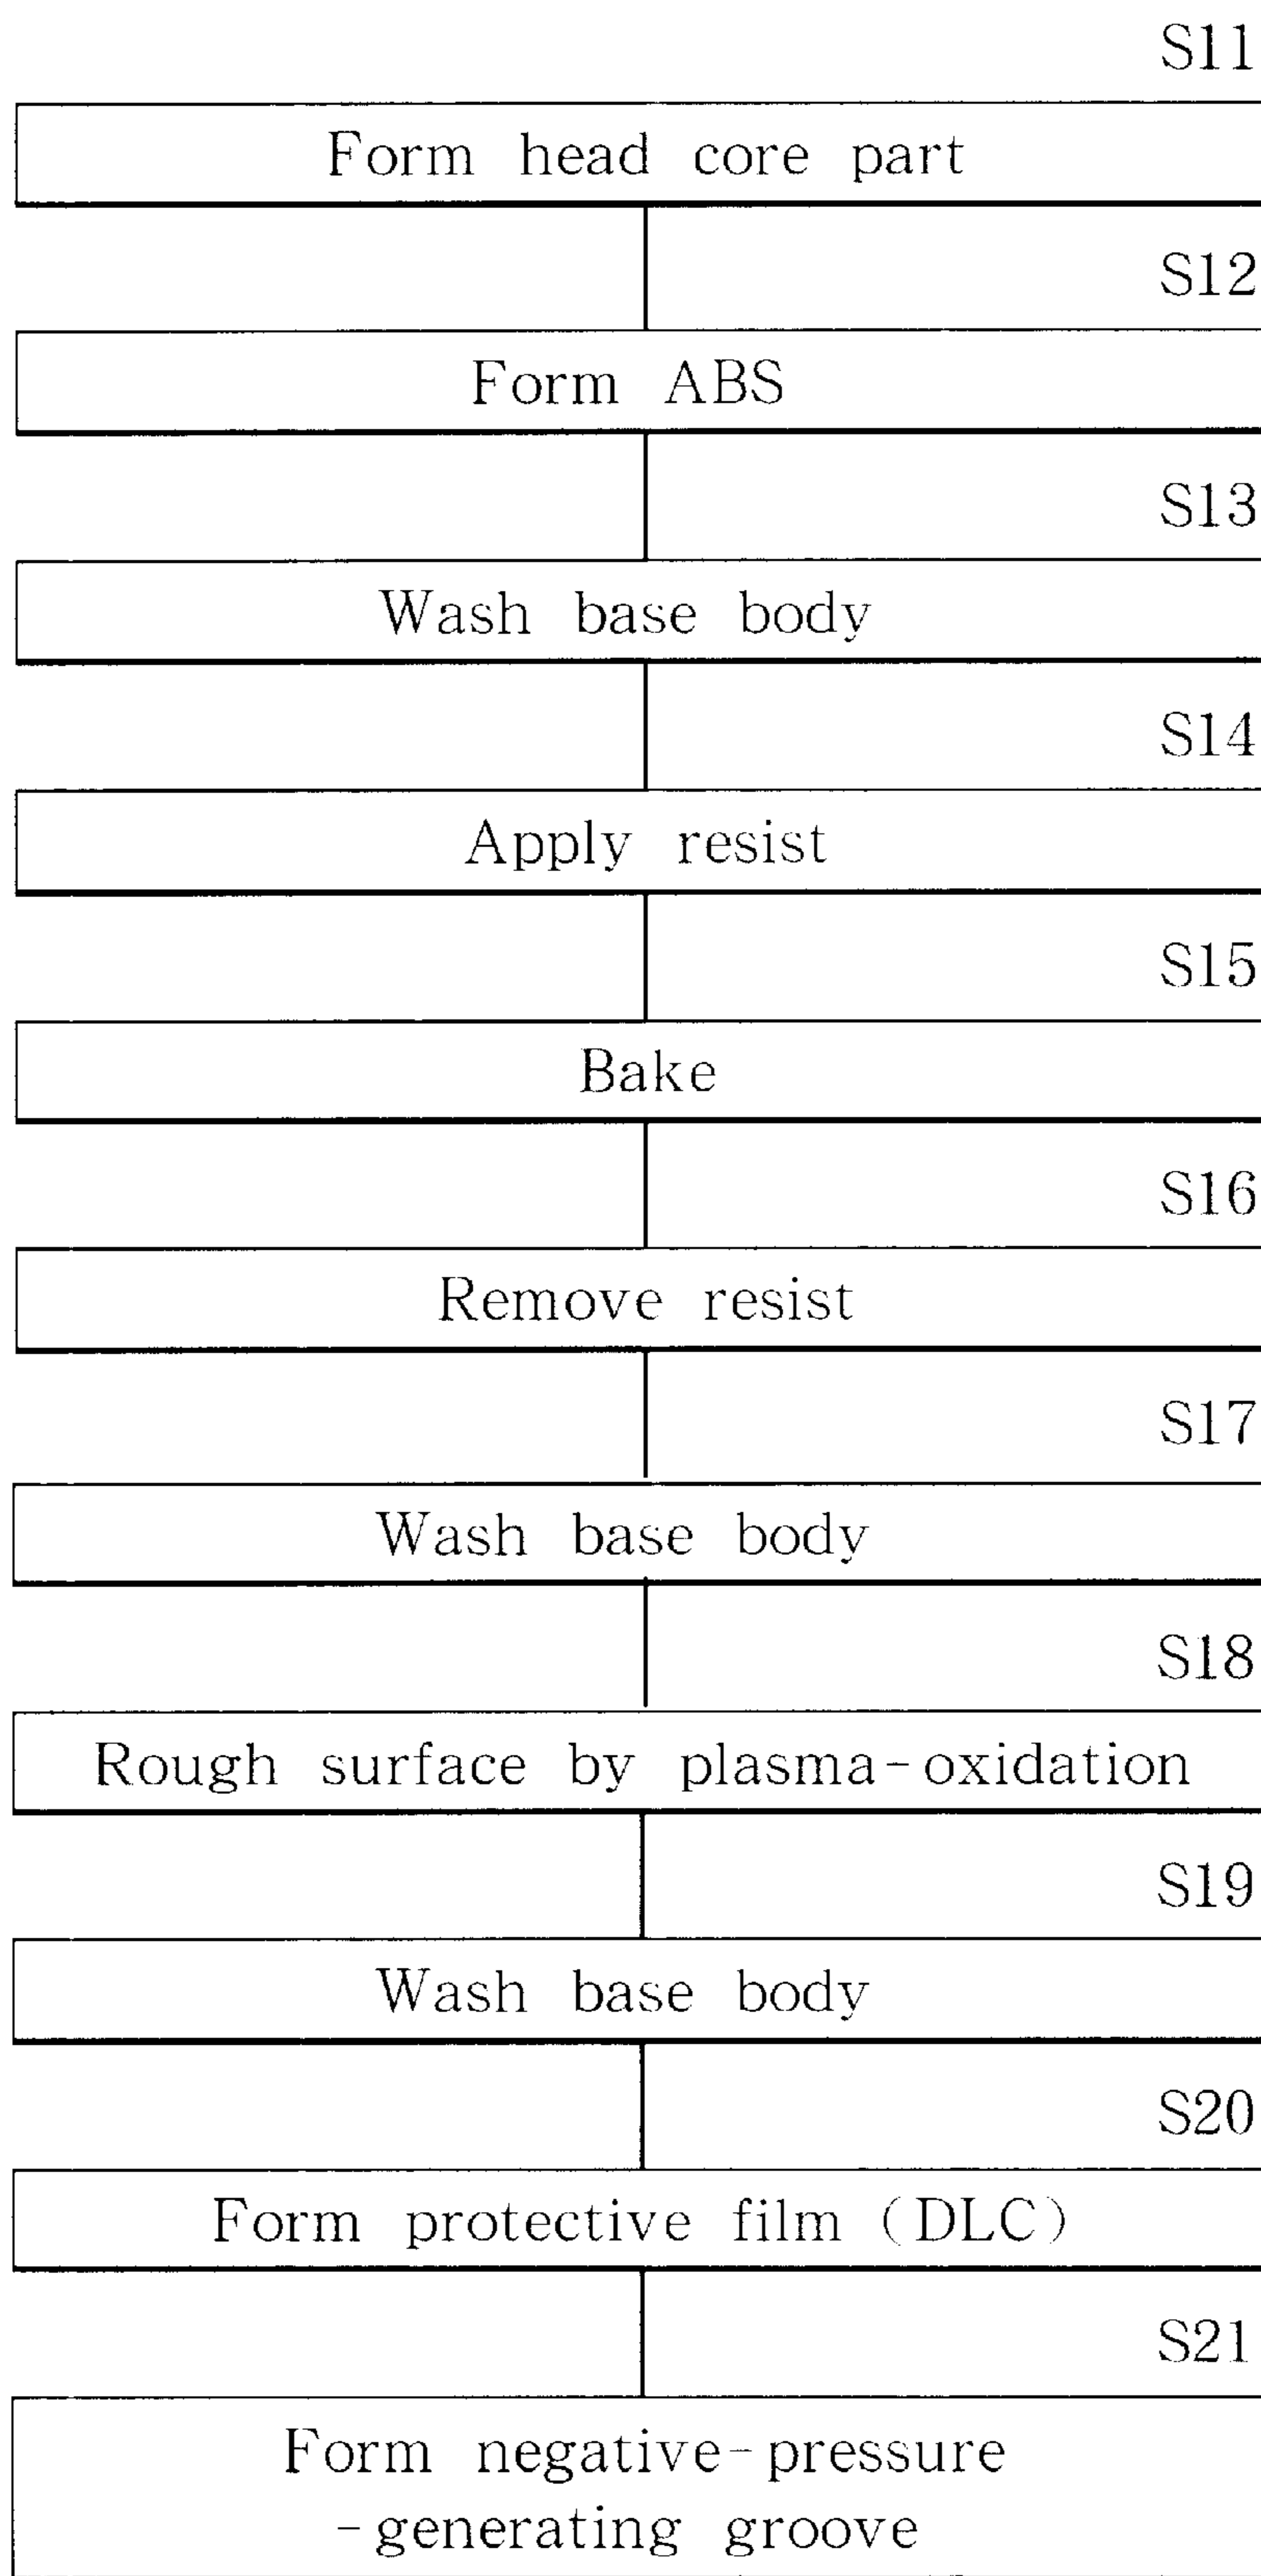 S11
Form head core part
S12
Form ABS
S13
Wash base body
S14
Apply resist
S15
Bake
S16
Remove resist
S17
Wash base body
S18
Rough surface by plasma-oxidation
S19
Wash base body
S20
Form protective film (DLC)
S21
Form negative-pressure
-generating groove